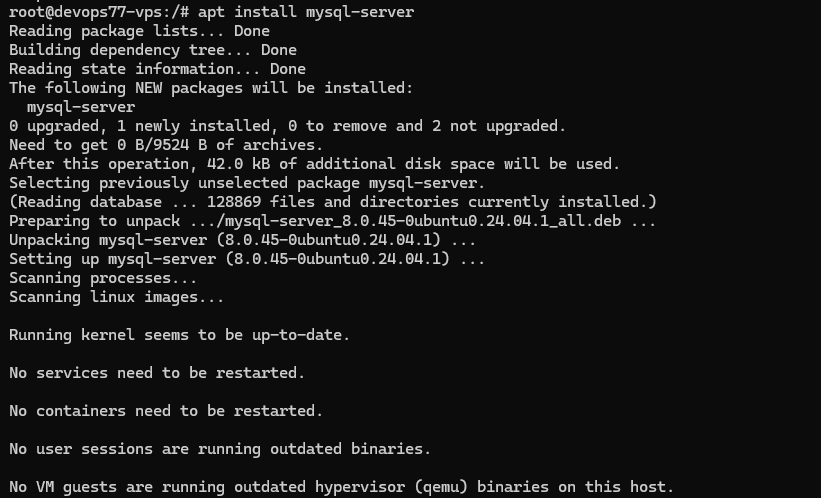 root@devops77-vps:/# apt install mysql-server
Reading package lists... Done
Building dependency tree... Done
Reading state information... Done
The following NEW packages will be installed:
  mysql-server
0 upgraded, 1 newly installed, 0 to remove and 2 not upgraded.
Need to get 0 B/9524 B of archives.
After this operation, 42.0 kB of additional disk space will be used.
Selecting previously unselected package mysql-server.
(Reading database ... 128869 files and directories currently installed.)
Preparing to unpack .../mysql-server_8.0.45-0ubuntu0.24.04.1_all.deb ...
Unpacking mysql-server (8.0.45-0ubuntu0.24.04.1) ...
Setting up mysql-server (8.0.45-0ubuntu0.24.04.1) ...
Scanning processes...
Scanning linux images...
Running kernel seems to be up-to-date.
No services need to be restarted.
No containers need to be restarted.
No user sessions are running outdated binaries.
No VM guests are running outdated hypervisor (qemu) binaries on this host.